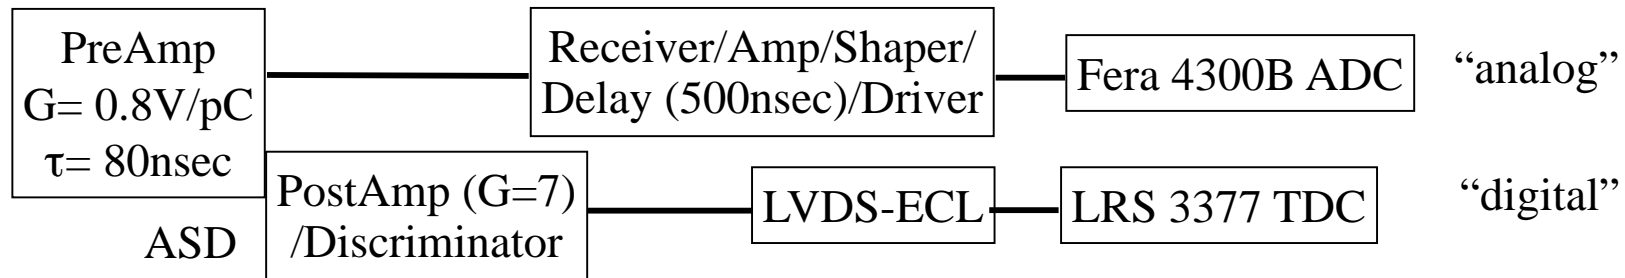 PreAmp
G= 0.8V/pC
τ= 80nsec
Receiver/Amp/Shaper/
Delay (500nsec)/Driver
Fera 4300B ADC
“analog”
ASD
PostAmp (G=7)
/Discriminator
LVDS-ECL
LRS 3377 TDC
“digital”